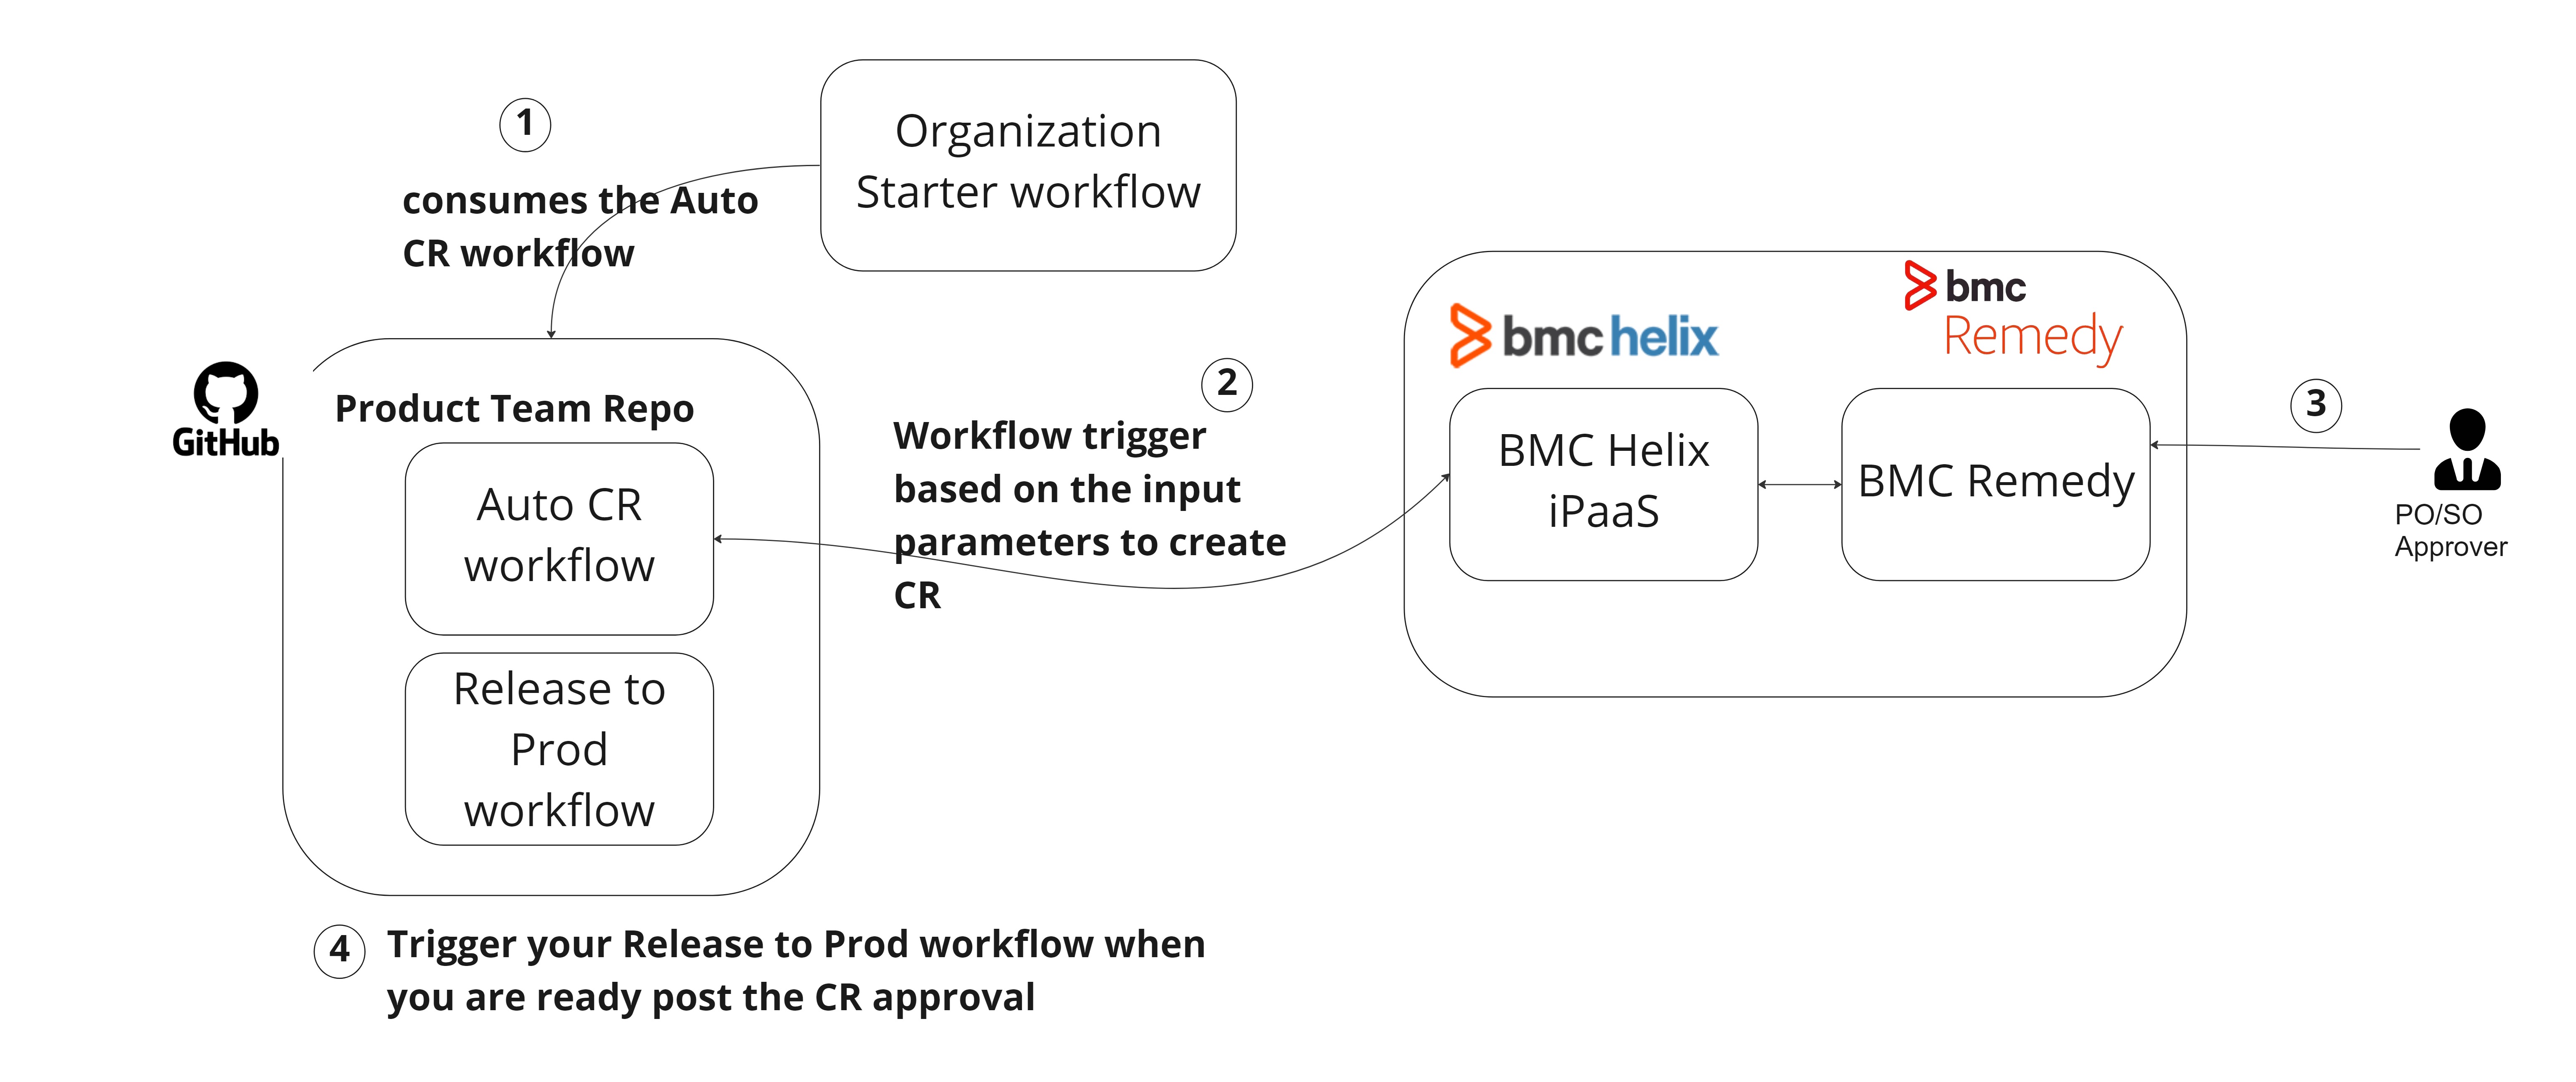 1
consumes the Auto
CR workflow
Organization
Starter workflow
GitHub
Product Team Repo
Auto CR
workflow
Release to
Prod
workflow
2
Workflow trigger
based on the input
parameters to create
CR
bmc helix
bmc
Remedy
BMC Helix
iPaaS
BMC Remedy
3
PO/SO
Approver
4
Trigger your Release to Prod workflow when
you are ready post the CR approval